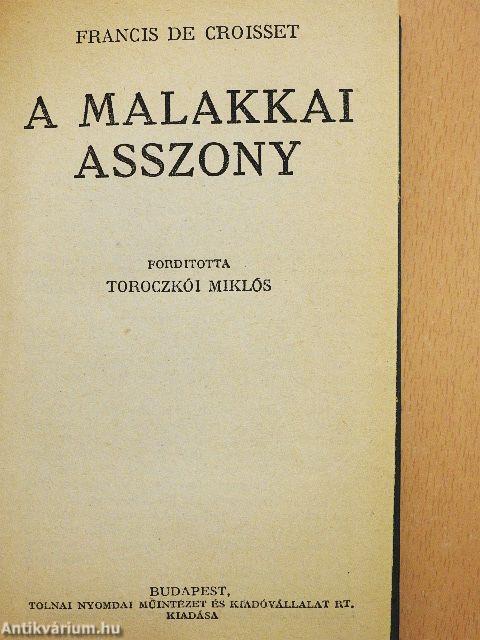 FRANCIS DE CROISSET
A MALAKKAI
ASSZONY
FORDITOTTA
TOROCZKÓI MIKLÓS
BUDAPEST,
TOLNAI NYOMDAI MŰINTÉZET ÉS KIADÓVÁLLALAT RT.
KIADÁSA
Antikvárium.hu